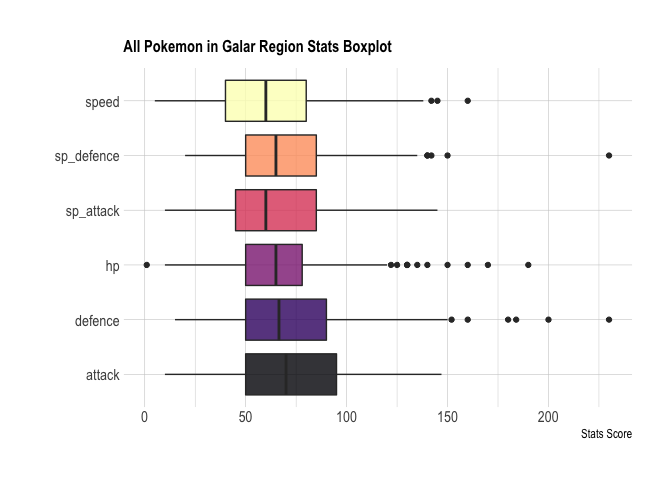 All Pokemon in Galar Region Stats Boxplot
speed
sp_defence
sp_attack
hp
defence
attack
0 50 100 150 200
Stats Score